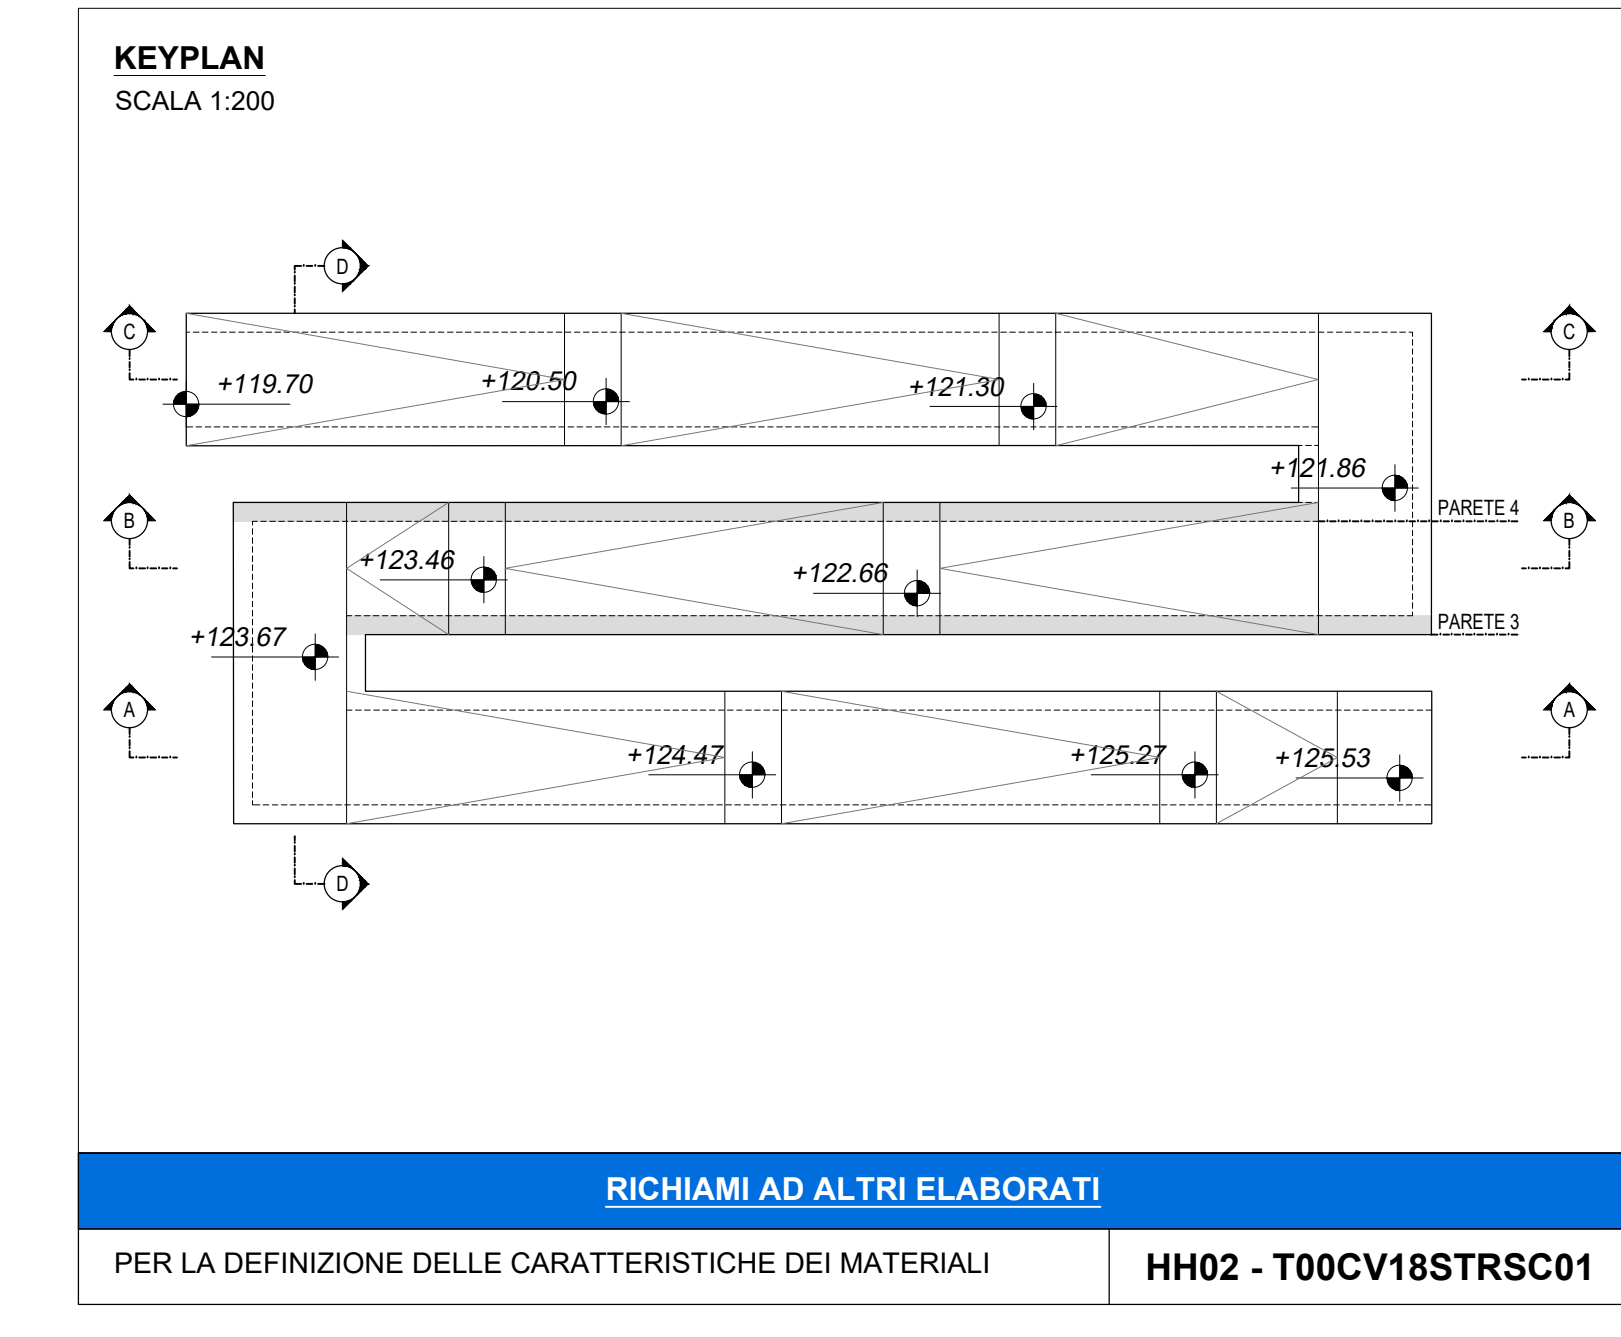 KEYPLAN
SCALA 1:200
D
C
C
+119.70
+120.50
+121.30
+121.86
PARETE 4
B
B
+123.46
+122.66
PARETE 3
+123.67
A
A
+124.47
+125.27
+125.53
D
RICHIAMI AD ALTRI ELABORATI
PER LA DEFINIZIONE DELLE CARATTERISTICHE DEI MATERIALI
HH02 - T00CV18STRSC01